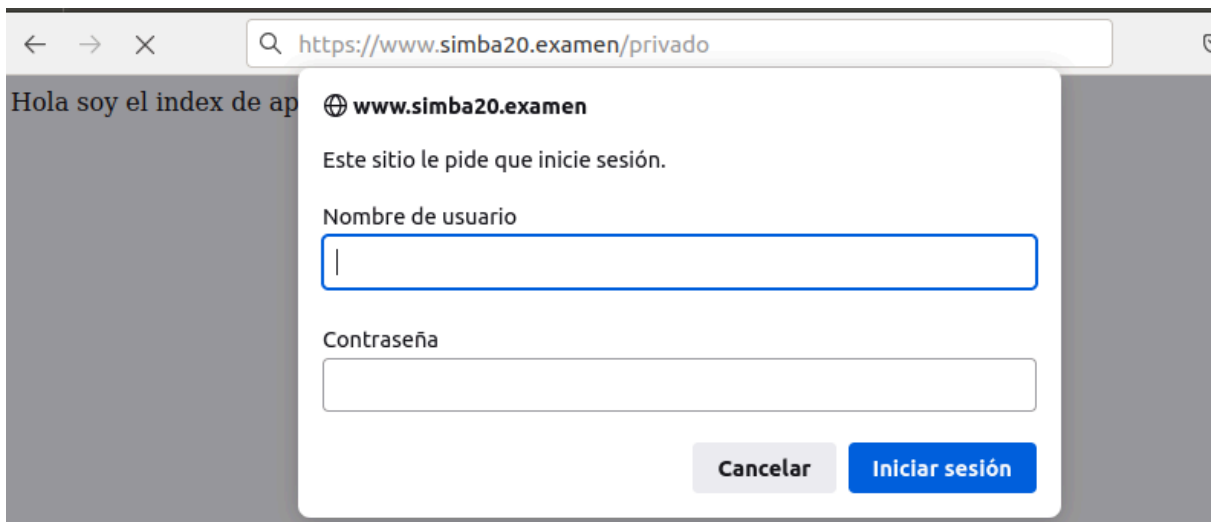 https://www.simba20.examen/privado
Hola soy el index de ap
www.simba20.examen
Este sitio le pide que inicie sesión.
Nombre de usuario
Contraseña
Cancelar
Iniciar sesión